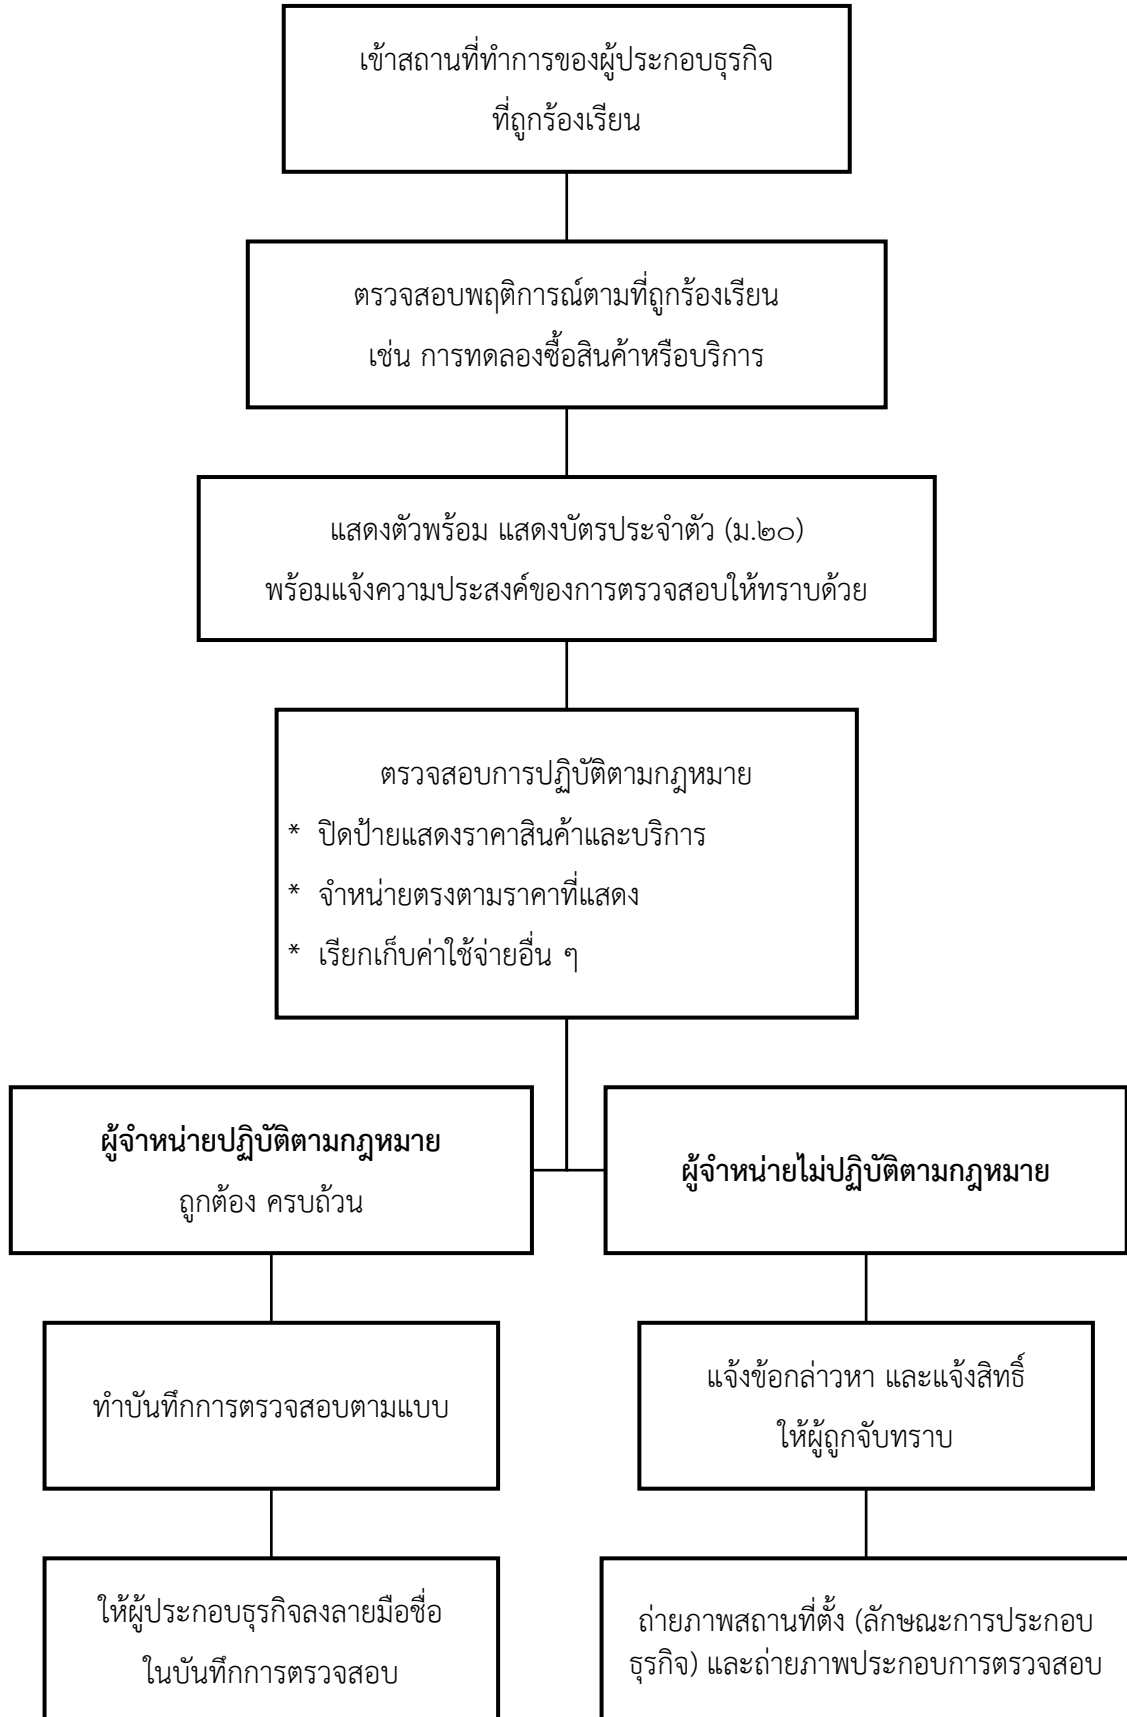 เข้าสถานที่ทำการของผู้ประกอบธุรกิจ
ที่ถูกร้องเรียน
ตรวจสอบพฤติการณ์ตามที่ถูกร้องเรียน
เช่น การทดลองซื้อสินค้าหรือบริการ
แสดงตัวพร้อม แสดงบัตรประจำตัว (ม.๒๐)
พร้อมแจ้งความประสงค์ของการตรวจสอบให้ทราบด้วย
ตรวจสอบการปฏิบัติตามกฎหมาย
* ปิดป้ายแสดงราคาสินค้าและบริการ
* จำหน่ายตรงตามราคาที่แสดง
* เรียกเก็บค่าใช้จ่ายอื่น ๆ
ผู้จำหน่ายปฏิบัติตามกฎหมาย
ถูกต้อง ครบถ้วน
ผู้จำหน่ายไม่ปฏิบัติตามกฎหมาย
ทำบันทึกการตรวจสอบตามแบบ
แจ้งข้อกล่าวหา และแจ้งสิทธิ์
ให้ผู้ถูกจับทราบ
ให้ผู้ประกอบธุรกิจลงลายมือชื่อ
ในบันทึกการตรวจสอบ
ถ่ายภาพสถานที่ตั้ง (ลักษณะการประกอบ
ธุรกิจ) และถ่ายภาพประกอบการตรวจสอบ